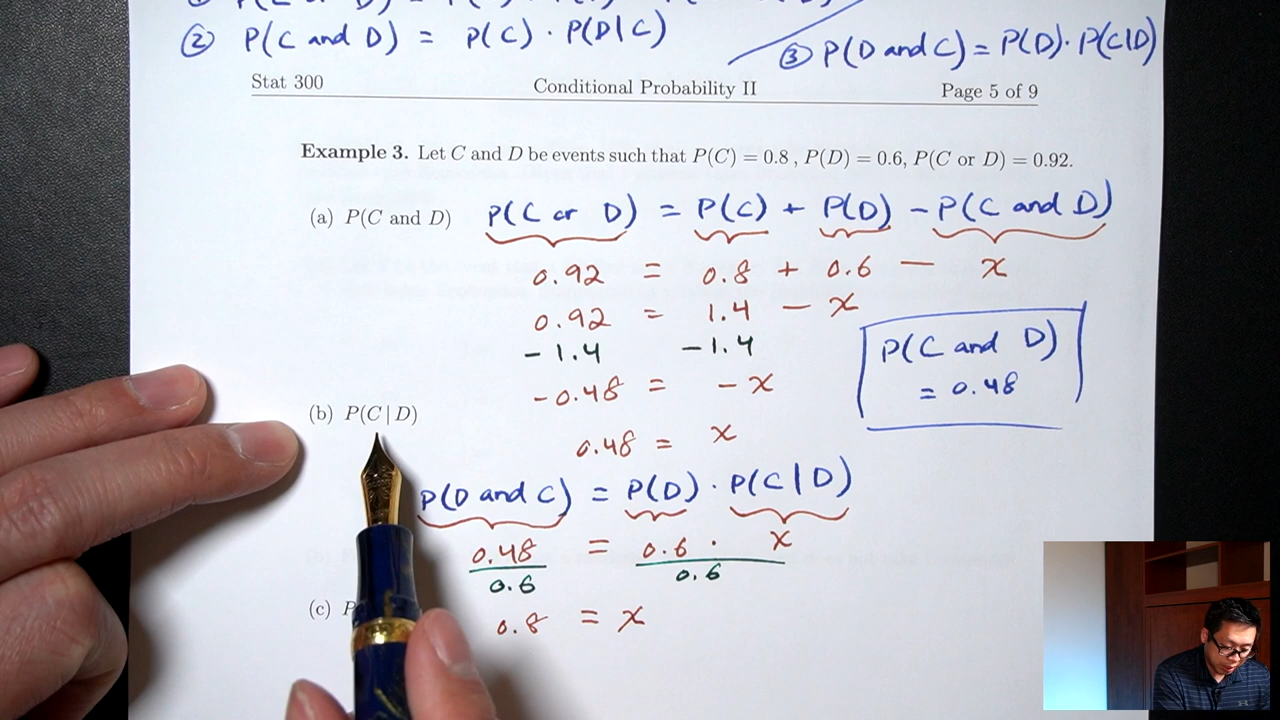 ② P(C and D) = P(C) · P(D|C)
③ P(D and C) = P(D) · P(C|D)
Stat 300 Conditional Probability II Page 5 of 9
Example 3. Let C and D be events such that P(C) = 0.8 , P(D) = 0.6, P(C or D) = 0.92.
(a) P(C and D) P(C or D) = P(C) + P(D) − P(C and D)
0.92 = 0.8 + 0.6 − x
0.92 = 1.4 − x
− 1.4 − 1.4
P(C and D)
= 0.48
− 0.48 = − x
(b) P(C | D)
0.48 = x
P(D and C) = P(D) · P(C | D)
0.48 = 0.6 · x
0.6 0.6
(c) P
0.8 = x